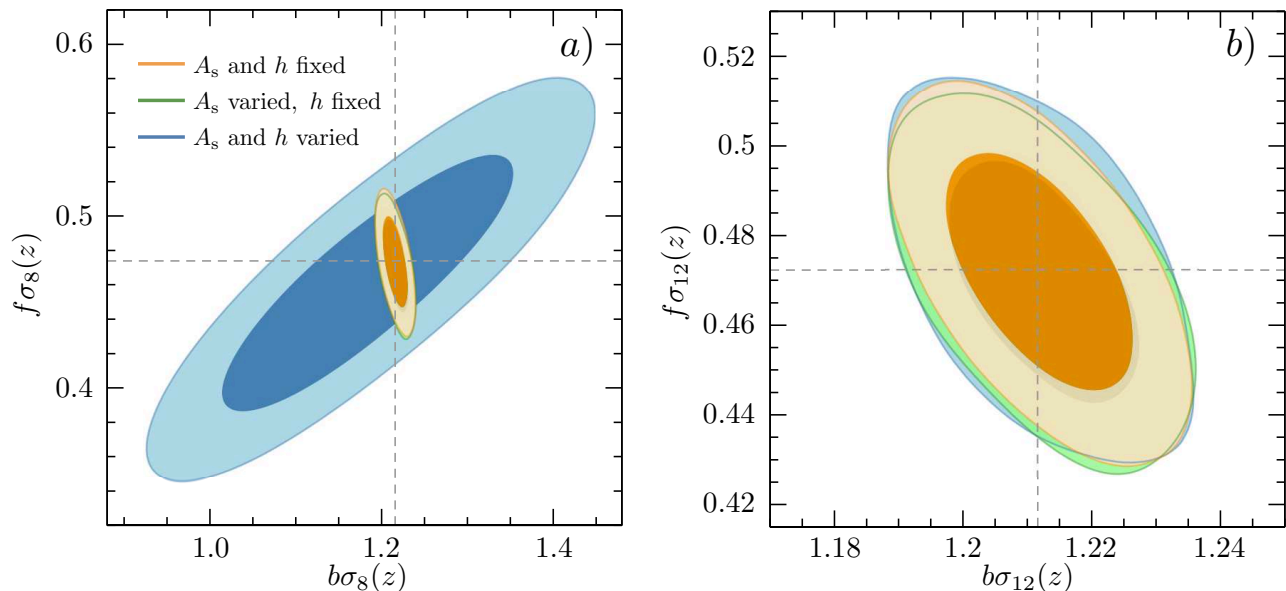 a)
A_s and h fixed
A_s varied, h fixed
A_s and h varied
0.6
0.5
0.4
fσ_8(z)
1.0
1.2
1.4
bσ_8(z)
b)
0.52
0.5
0.48
0.46
0.44
0.42
fσ_12(z)
1.18
1.2
1.22
1.24
bσ_12(z)